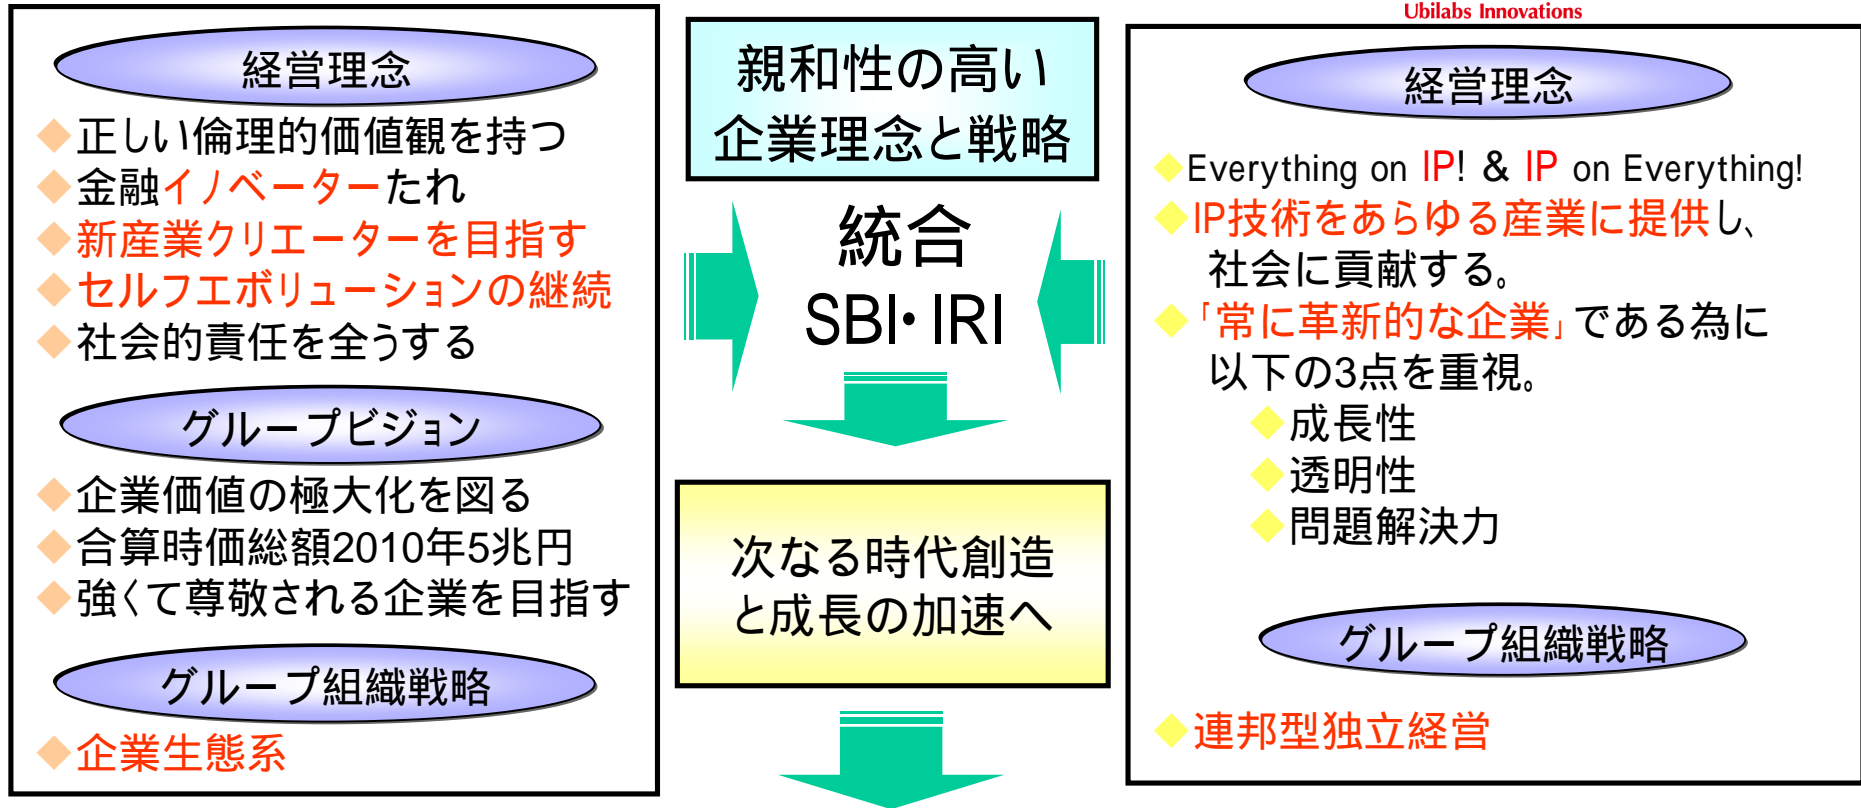 経営理念
正しい倫理的価値観を持つ
金融イノベーターたれ
新産業クリエーターを目指す
セルフエボリューションの継続
社会的責任を全うする
グループビジョン
企業価値の極大化を図る
合算時価総額2010年5兆円
強くて尊敬される企業を目指す
グループ組織戦略
企業生態系
親和性の高い
企業理念と戦略
統合
SBI・IRI
次なる時代創造
と成長の加速へ
Ubilabs Innovations
経営理念
Everything on IP! & IP on Everything!
IP技術をあらゆる産業に提供し、
社会に貢献する。
「常に革新的な企業」である為に
以下の3点を重視。
成長性
透明性
問題解決力
グループ組織戦略
連邦型独立経営